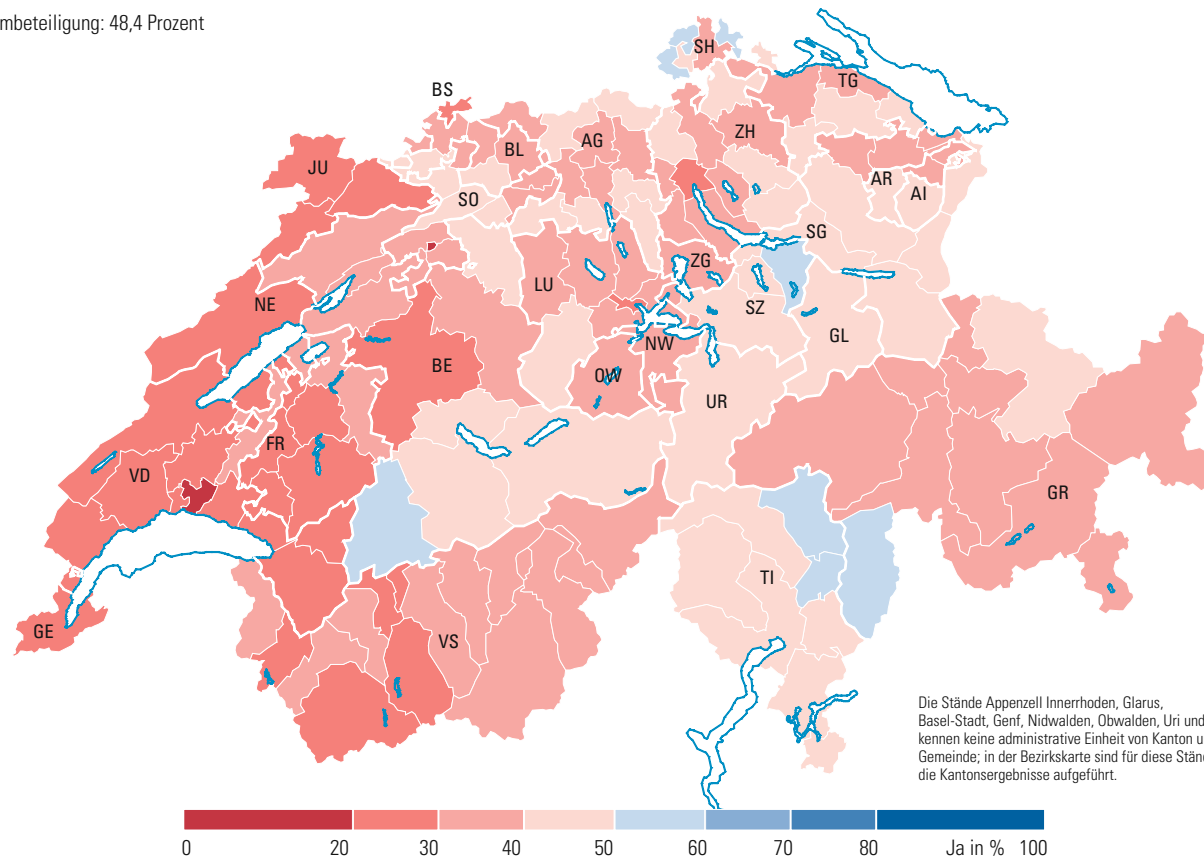 mbeteiligung: 48,4 Prozent
SH
BS
TG
BL
AG
ZH
JU
AR
AI
SO
SG
ZG
LU
NE
SZ
GL
NW
BE
OW
UR
FR
VD
GR
TI
VS
GE
Die Stände Appenzell Innerrhoden, Glarus,
Basel-Stadt, Genf, Nidwalden, Obwalden, Uri und
kennen keine administrative Einheit von Kanton u
Gemeinde; in der Bezirkskarte sind für diese Stän
die Kantonsergebnisse aufgeführt.
0 20 30 40 50 60 70 80 Ja in % 100